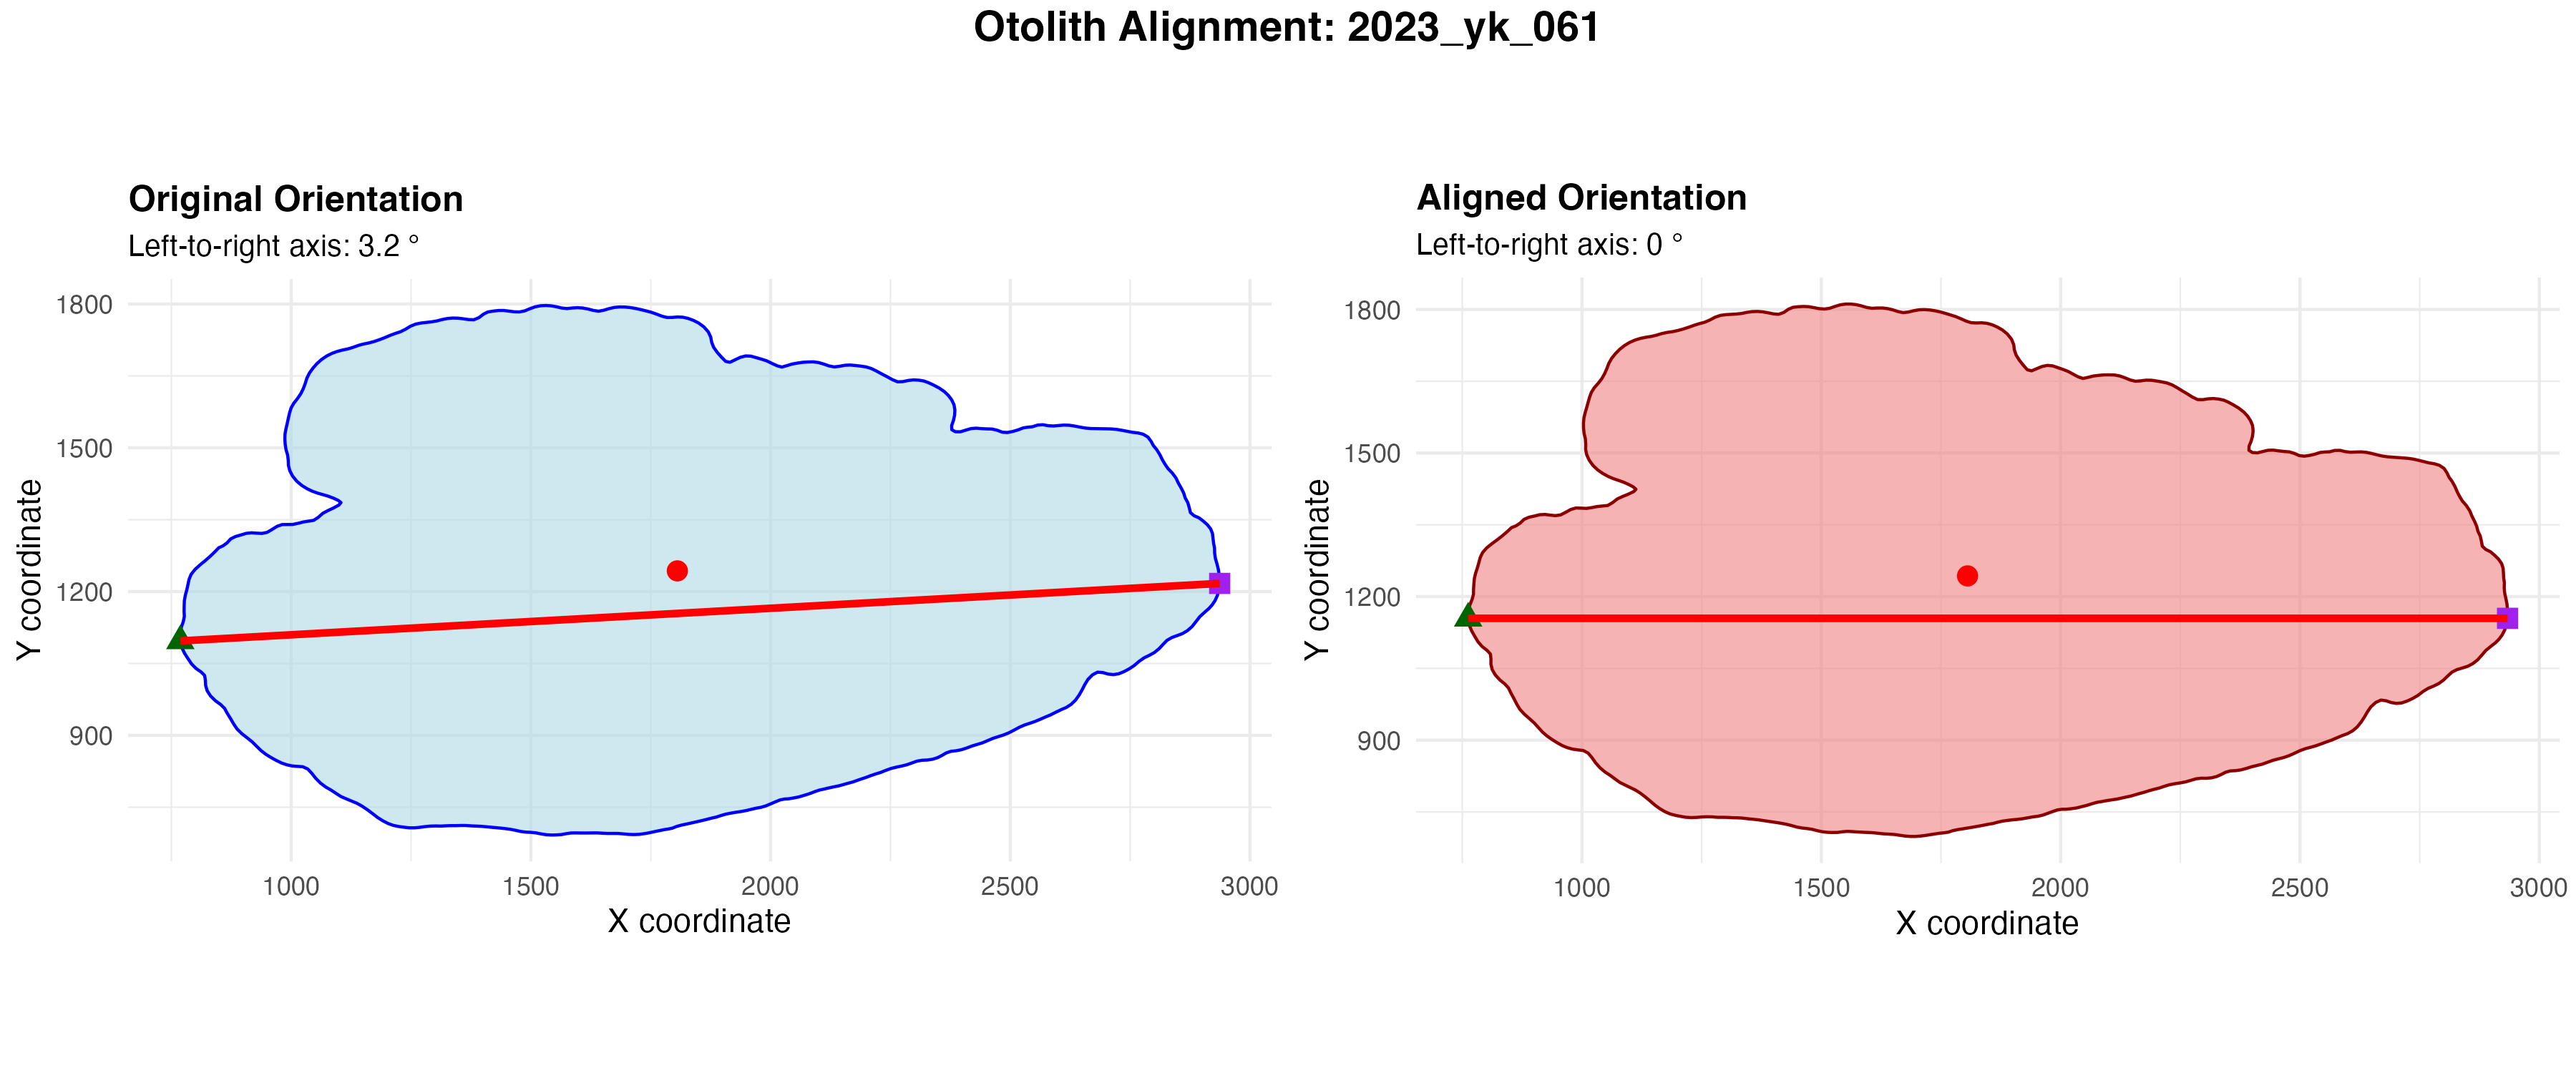 Otolith Alignment: 2023_yk_061
Original Orientation
Left-to-right axis: 3.2 °
1800
1500
1200
900
Y coordinate
1000 1500 2000 2500 3000
X coordinate
Aligned Orientation
Left-to-right axis: 0 °
1800
1500
1200
900
Y coordinate
1000 1500 2000 2500 3000
X coordinate